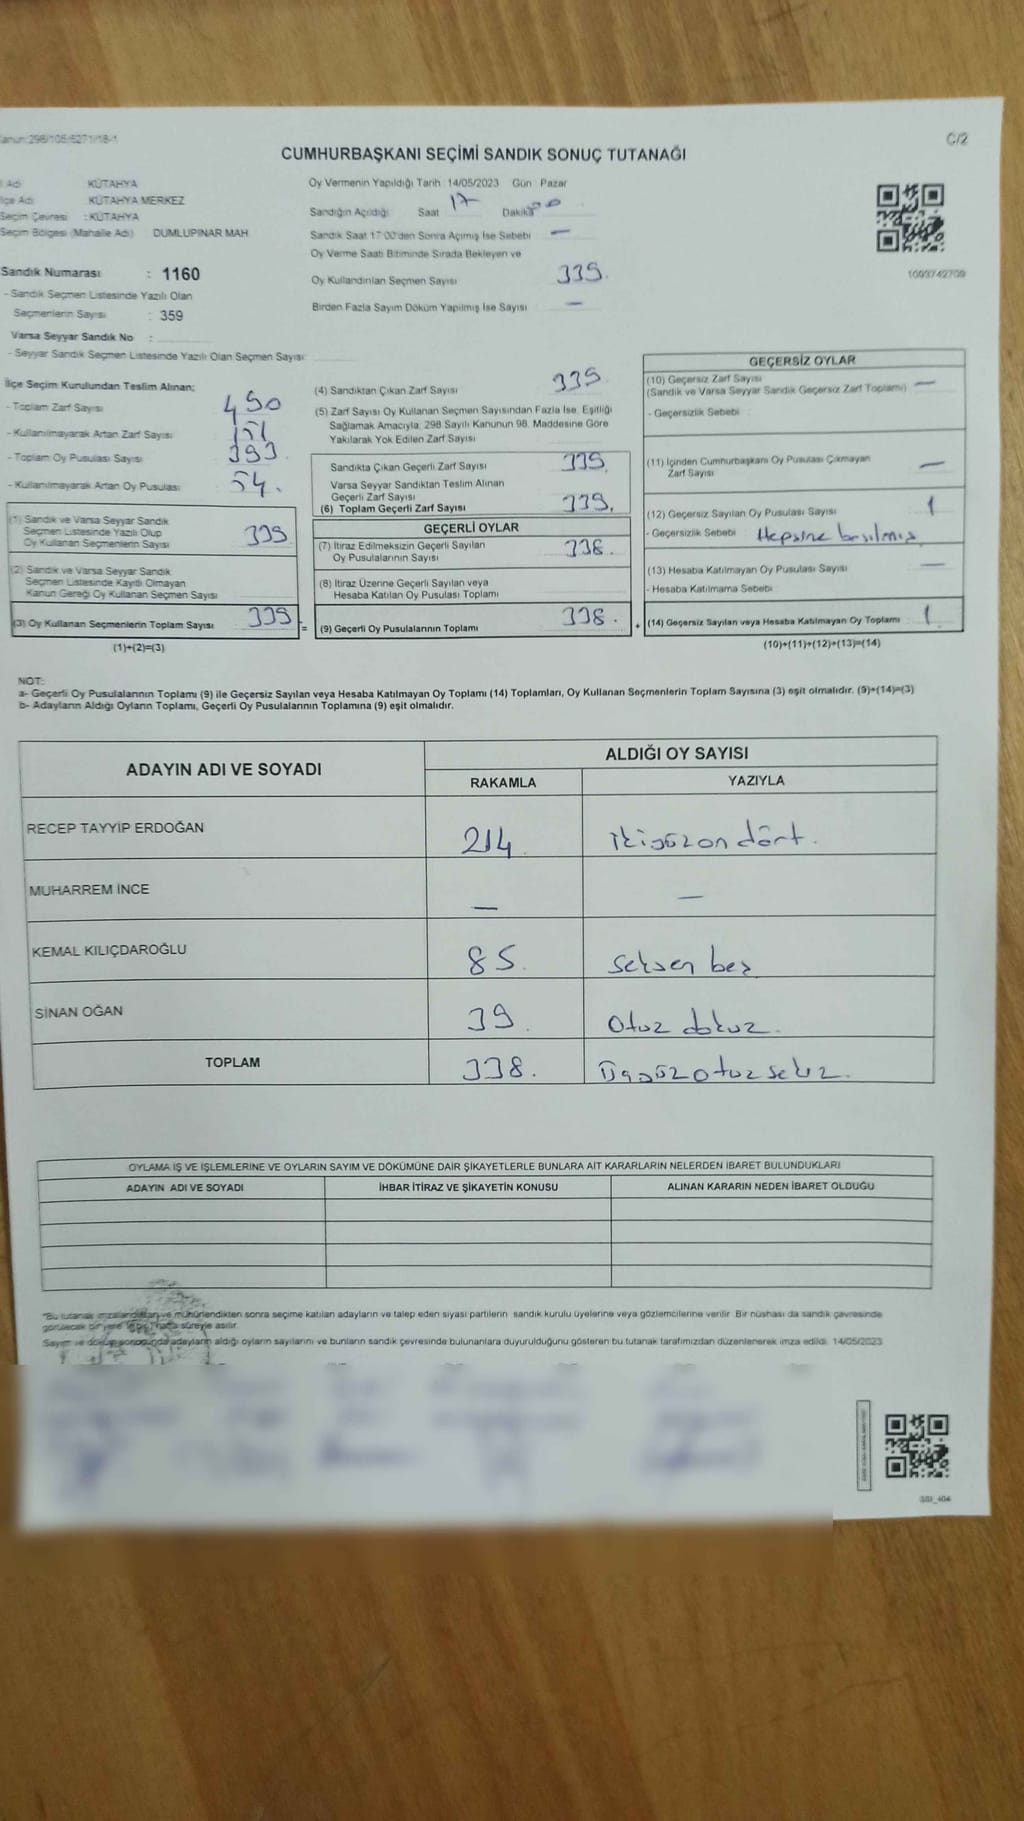 Kanun:298/105/6271/18-1
C/2
CUMHURBAŞKANI SEÇİMİ SANDIK SONUÇ TUTANAĞI
İl Adı KÜTAHYA
İlçe Adı KÜTAHYA MERKEZ
Seçim Çevresi : KÜTAHYA
Seçim Bölgesi (Mahalle Adı) DUMLUPINAR MAH.
Oy Vermenin Yapıldığı Tarih : 14/05/2023 Gün : Pazar
Sandığın Açıldığı Saat 17 Dakika 00
Sandık Saat 17:00'den Sonra Açımış İse Sebebi —
Oy Verme Saati Bitiminde Sırada Bekleyen ve
Oy Kullandırılan Seçmen Sayısı 339.
Birden Fazla Sayım Döküm Yapılmış İse Sayısı —
1093742709
Sandık Numarası : 1160
- Sandık Seçmen Listesinde Yazılı Olan
Seçmenlerin Sayısı : 359
Varsa Seyyar Sandık No :
- Seyyar Sandık Seçmen Listesinde Yazılı Olan Seçmen Sayısı:
İlçe Seçim Kurulundan Teslim Alınan;
- Toplam Zarf Sayısı 490
- Kullanılmayarak Artan Zarf Sayısı 151
- Toplam Oy Pusulası Sayısı 393
- Kullanılmayarak Artan Oy Pusulası 54.
(1) Sandık ve Varsa Seyyar Sandık
Seçmen Listesinde Yazılı Olup
Oy Kullanan Seçmenlerin Sayısı 339
(2) Sandık ve Varsa Seyyar Sandık
Seçmen Listesinde Kayıtlı Olmayan
Kanun Gereği Oy Kullanan Seçmen Sayısı
(3) Oy Kullanan Seçmenlerin Toplam Sayısı 339 =
(1)+(2)=(3)
(4) Sandıktan Çıkan Zarf Sayısı 339
(5) Zarf Sayısı Oy Kullanan Seçmen Sayısından Fazla İse, Eşitliği
Sağlamak Amacıyla, 298 Sayılı Kanunun 98. Maddesine Göre
Yakılarak Yok Edilen Zarf Sayısı
Sandıkta Çıkan Geçerli Zarf Sayısı 339.
Varsa Seyyar Sandıktan Teslim Alınan
Geçerli Zarf Sayısı
(6) Toplam Geçerli Zarf Sayısı 339.
GEÇERLİ OYLAR
(7) İtiraz Edilmeksizin Geçerli Sayılan
Oy Pusulalarının Sayısı 338.
(8) İtiraz Üzerine Geçerli Sayılan veya
Hesaba Katılan Oy Pusulası Toplamı
(9) Geçerli Oy Pusulalarının Toplamı 338. +
GEÇERSİZ OYLAR
(10) Geçersiz Zarf Sayısı —
(Sandık ve Varsa Seyyar Sandık Geçersiz Zarf Toplamı)
- Geçersizlik Sebebi :
(11) İçinden Cumhurbaşkanı Oy Pusulası Çıkmayan
Zarf Sayısı —
(12) Geçersiz Sayılan Oy Pusulası Sayısı 1
- Geçersizlik Sebebi Hepsine basılmış
(13) Hesaba Katılmayan Oy Pusulası Sayısı —
- Hesaba Katılmama Sebebi
(14) Geçersiz Sayılan veya Hesaba Katılmayan Oy Toplamı 1
(10)+(11)+(12)+(13)=(14)
NOT:
a- Geçerli Oy Pusulalarının Toplamı (9) ile Geçersiz Sayılan veya Hesaba Katılmayan Oy Toplamı (14) Toplamları, Oy Kullanan Seçmenlerin Toplam Sayısına (3) eşit olmalıdır. (9)+(14)=(3)
b- Adayların Aldığı Oyların Toplamı, Geçerli Oy Pusulalarının Toplamına (9) eşit olmalıdır.
ADAYIN ADI VE SOYADI ALDIĞI OY SAYISI
RAKAMLA YAZIYLA
RECEP TAYYİP ERDOĞAN 214 ikiyüzondört.
MUHARREM İNCE — —
KEMAL KILIÇDAROĞLU 85. seksen beş
SİNAN OĞAN 39. Otuz dokuz.
TOPLAM 338. Üçyüzotuzsekiz.
OYLAMA İŞ VE İŞLEMLERİNE VE OYLARIN SAYIM VE DÖKÜMÜNE DAİR ŞİKAYETLERLE BUNLARA AİT KARARLARIN NELERDEN İBARET BULUNDUKLARI
ADAYIN ADI VE SOYADI İHBAR İTİRAZ VE ŞİKAYETİN KONUSU ALINAN KARARIN NEDEN İBARET OLDUĞU
*Bu tutanak imzalandıktan ve mühürlendikten sonra seçime katılan adayların ve talep eden siyasi partilerin sandık kurulu üyelerine veya gözlemcilerine verilir. Bir nüshası da sandık çevresinde
görülecek bir yere bir hafta süreyle asılır.
Sayım ve döküm sonucunda adayların aldığı oyların sayılarını ve bunların sandık çevresinde bulunanlara duyurulduğunu gösteren bu tutanak tarafımızdan düzenlenerek imza edildi. 14/05/2023